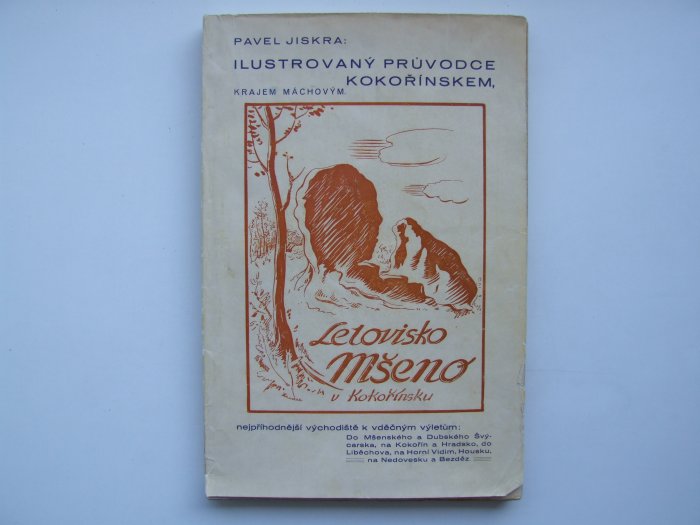 PAVEL JISKRA:
ILUSTROVANÝ PRŮVODCE
KOKOŘÍNSKEM,
KRAJEM MÁCHOVÝM.
Letovisko
Mšeno
v Kokořínsku
nejpříhodnější východiště k vděčným výletům:
Do Mšenského a Dubského Švý-
carska, na Kokořín a Hradsko, do
Liběchova, na Horní Vidim, Housku,
na Nedovesku a Bezděz.